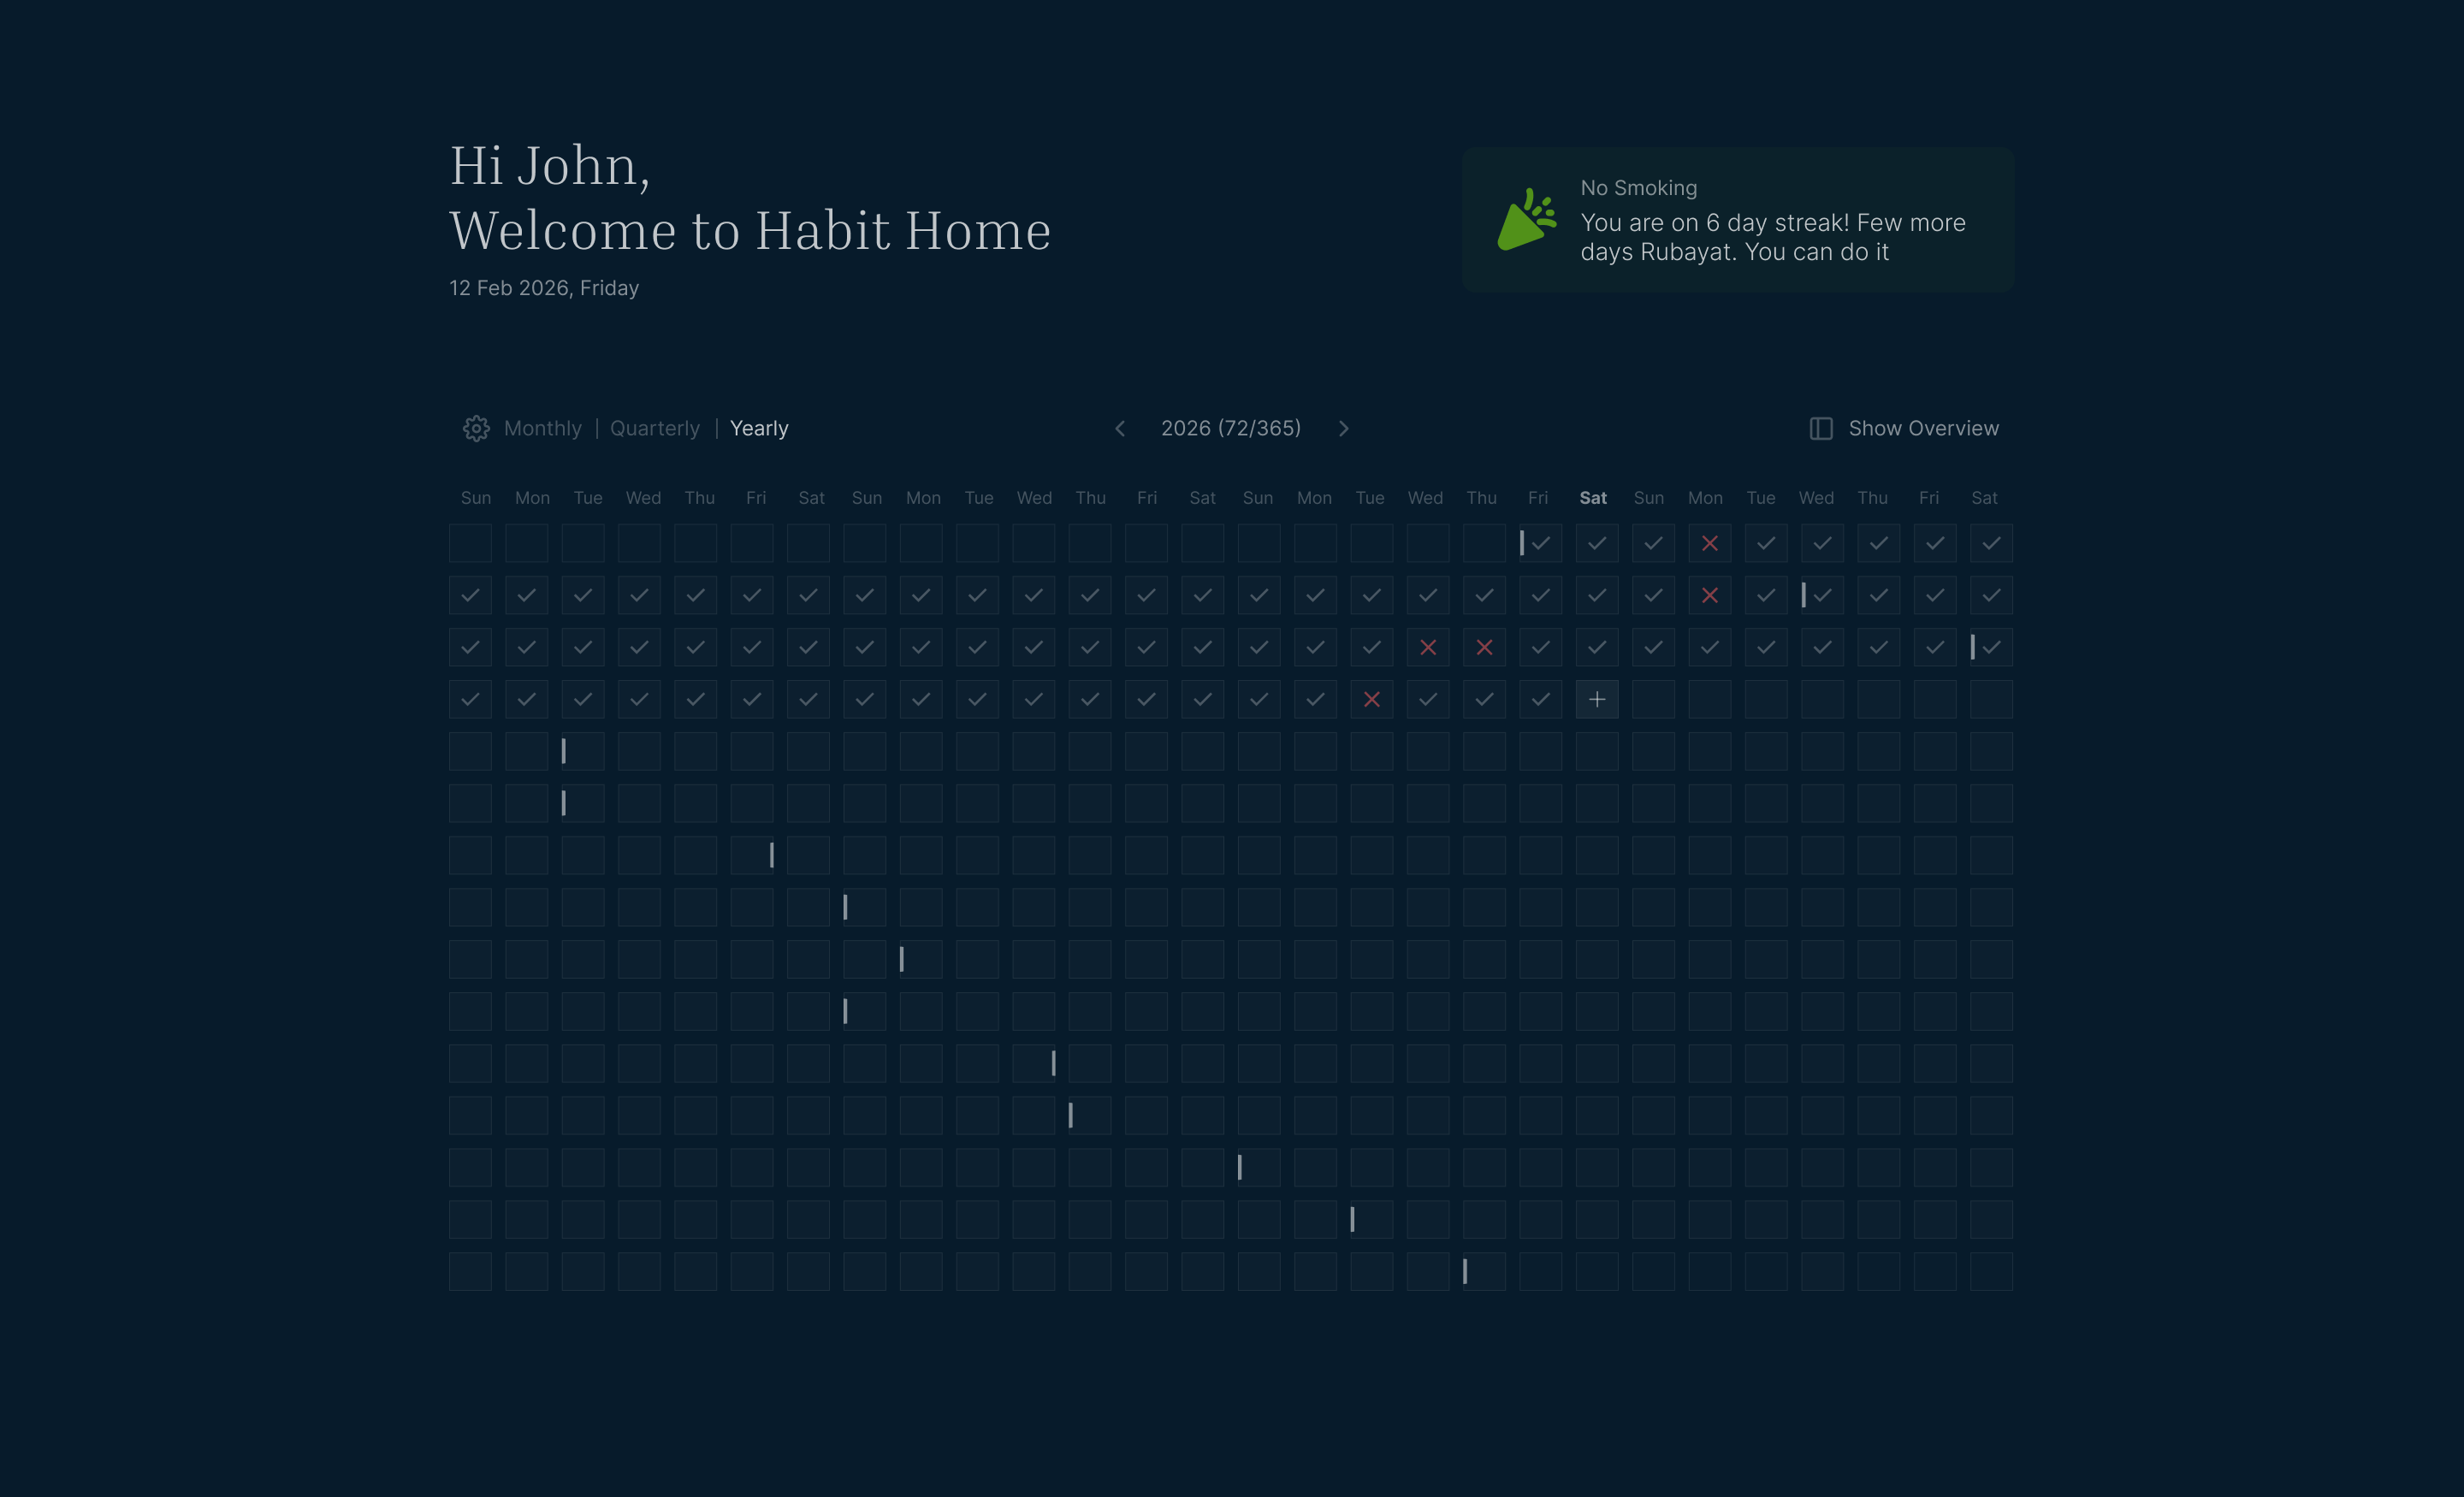 Hi John,
Welcome to Habit Home
12 Feb 2026, Friday
No Smoking
You are on 6 day streak! Few more
days Rubayat. You can do it
Monthly | Quarterly | Yearly
2026 (72/365)
Show Overview
Sun Mon Tue Wed Thu Fri Sat Sun Mon Tue Wed Thu Fri Sat Sun Mon Tue Wed Thu Fri Sat Sun Mon Tue Wed Thu Fri Sat